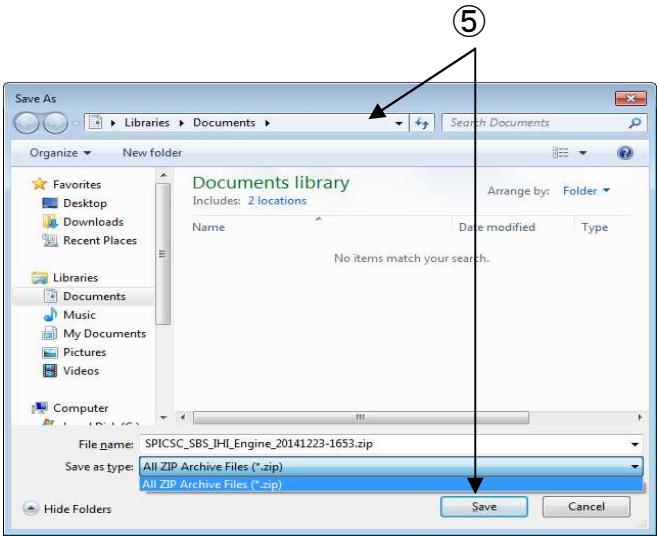 ⑤
Save As
Libraries Documents
Search Documents
Organize New folder
Favorites
Desktop
Downloads
Recent Places
Libraries
Documents
Music
My Documents
Pictures
Videos
Computer
Documents library
Includes: 2 locations
Arrange by: Folder
Name Date modified Type
No items match your search.
File name: SPICSC_SBS_IHI_Engine_20141223-1653.zip
Save as type: All ZIP Archive Files (*.zip)
All ZIP Archive Files (*.zip)
Hide Folders
Save Cancel